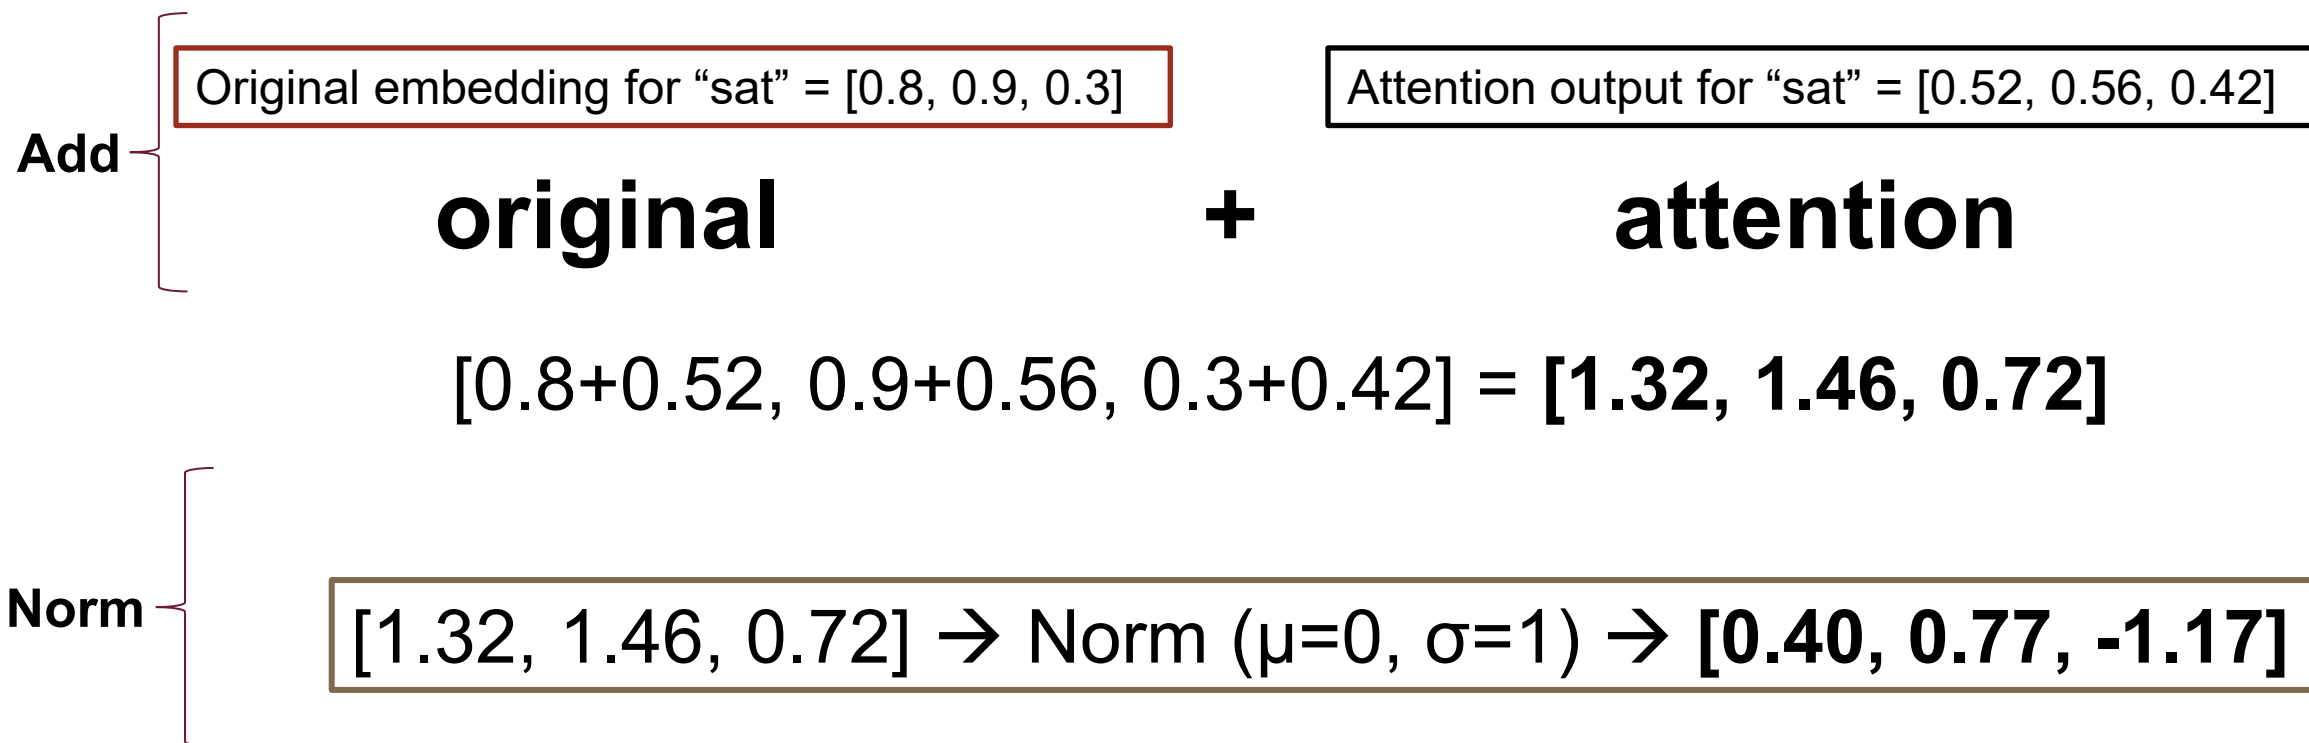 Original embedding for “sat” = [0.8, 0.9, 0.3]
Attention output for “sat” = [0.52, 0.56, 0.42]
Add
original + attention
[0.8+0.52, 0.9+0.56, 0.3+0.42] = [1.32, 1.46, 0.72]
Norm
[1.32, 1.46, 0.72] → Norm (μ=0, σ=1) → [0.40, 0.77, -1.17]